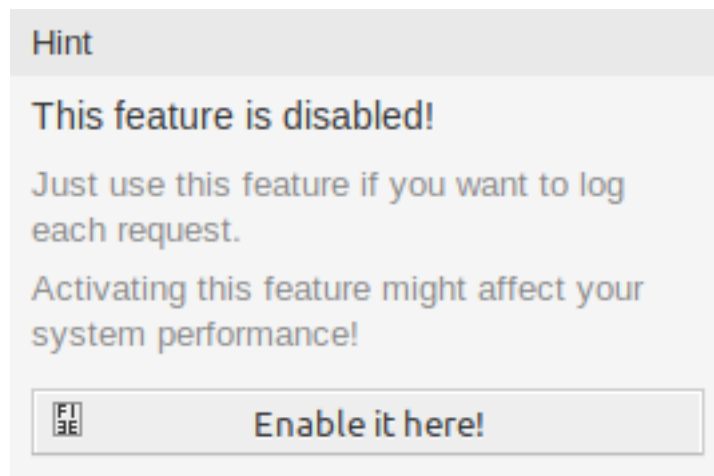 Hint
This feature is disabled!
Just use this feature if you want to log
each request.
Activating this feature might affect your
system performance!
Enable it here!